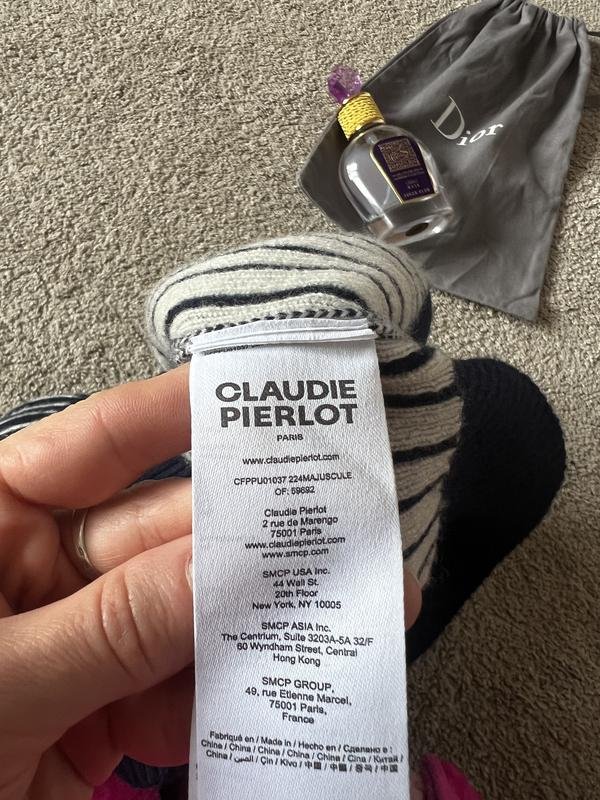 Dior
CLAUDIE
PIERLOT
PARIS
www.claudiepierlot.com
CFPPU01037 224MAJUSCULE
OF: 59692
Claudie Pierlot
2 rue de Marengo
75001 Paris
www.claudiepierlot.com
www.smcp.com
SMCP USA Inc.
44 Wall St.
20th Floor
New York, NY 10005
SMCP ASIA Inc.
The Centrium, Suite 3203A-5A 32/F
60 Wyndham Street, Central
Hong Kong
SMCP GROUP,
49, rue Etienne Marcel,
75001 Paris,
France
Fabriqué en / Made in / Hecho en / Сделано в :
China / China / China / China / China / Cina / Китай /
China / الصين / Çin / Kīva / 中国 / 中國 / 중국 / 中国